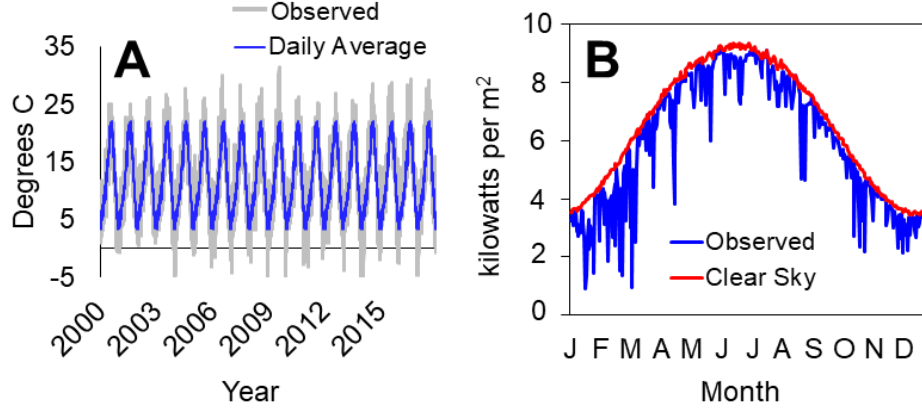 Observed
Daily Average
A
35
25
15
5
-5
Degrees C
2000
2003
2006
2009
2012
2015
Year
B
10
8
6
4
2
0
kilowatts per m²
Observed
Clear Sky
J F M A M J J A S O N D
Month